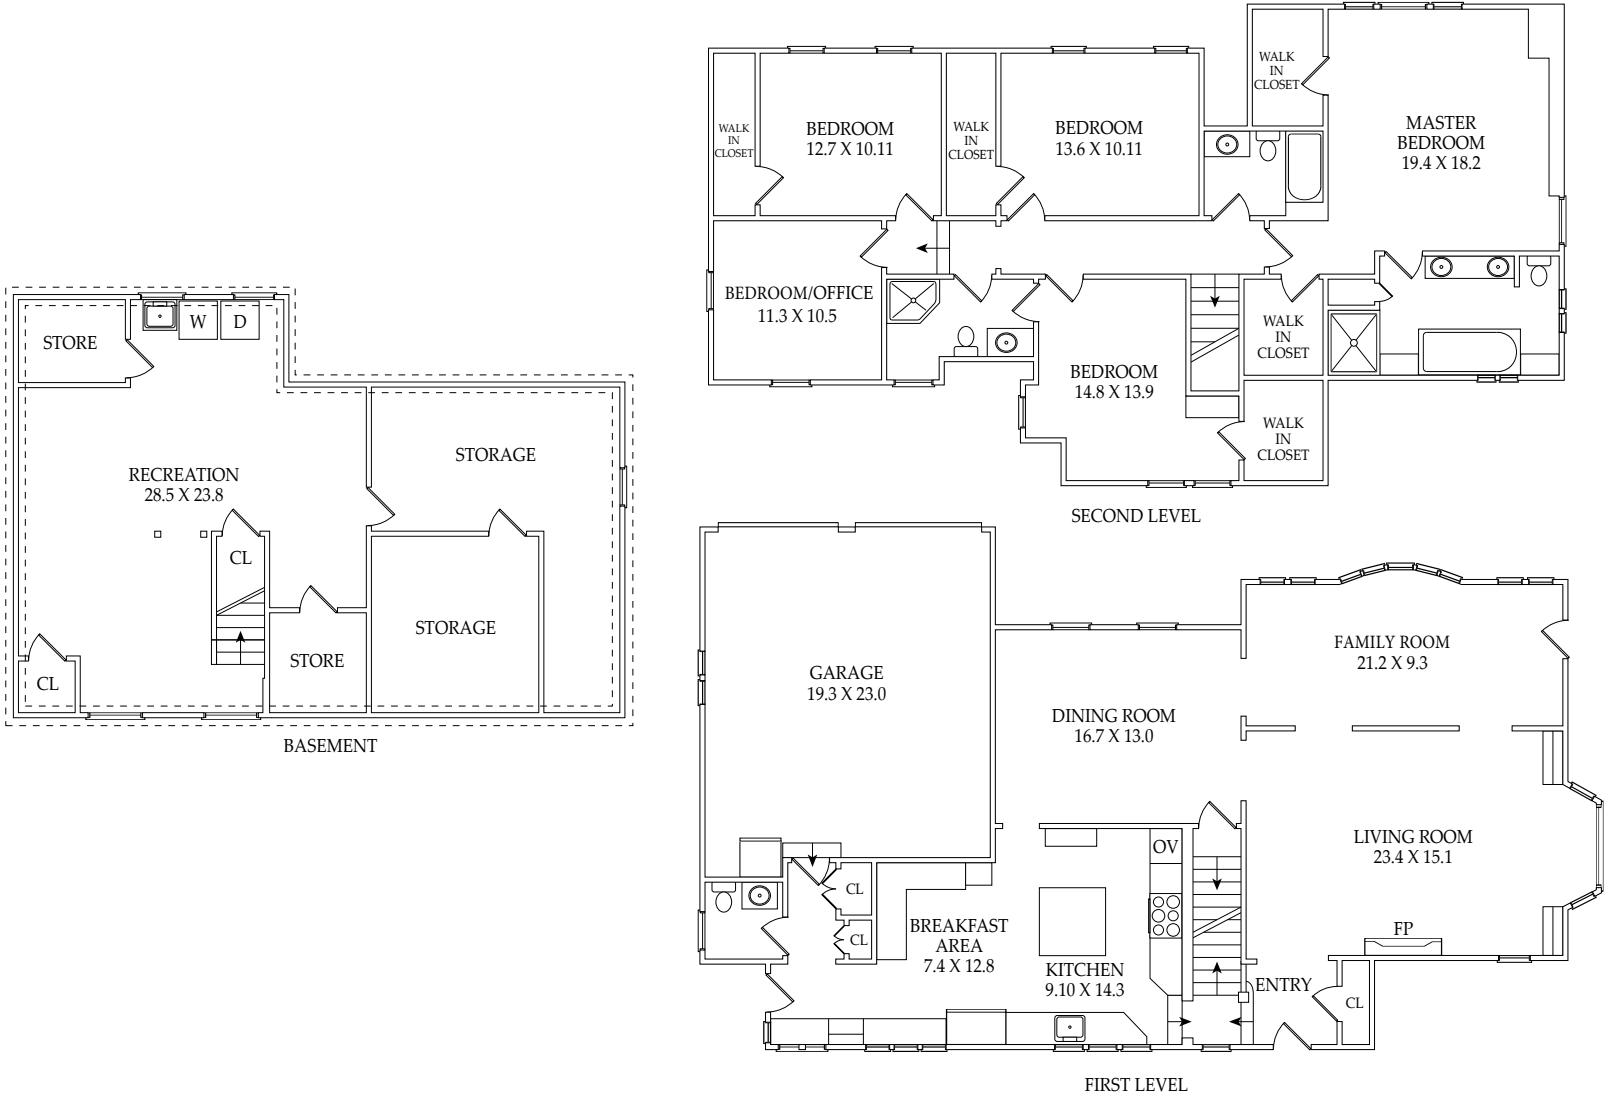 STORE
W
D
RECREATION
28.5 X 23.8
STORAGE
CL
STORAGE
STORE
CL
BASEMENT
WALK
IN
CLOSET
BEDROOM
12.7 X 10.11
WALK
IN
CLOSET
BEDROOM
13.6 X 10.11
WALK
IN
CLOSET
MASTER
BEDROOM
19.4 X 18.2
BEDROOM/OFFICE
11.3 X 10.5
BEDROOM
14.8 X 13.9
WALK
IN
CLOSET
WALK
IN
CLOSET
SECOND LEVEL
GARAGE
19.3 X 23.0
DINING ROOM
16.7 X 13.0
FAMILY ROOM
21.2 X 9.3
LIVING ROOM
23.4 X 15.1
OV
CL
CL
BREAKFAST
AREA
7.4 X 12.8
KITCHEN
9.10 X 14.3
FP
ENTRY
CL
FIRST LEVEL